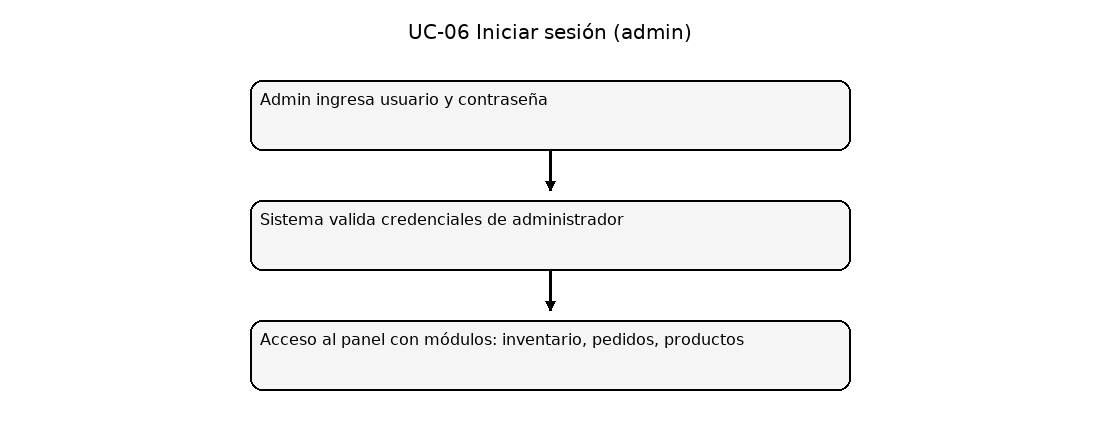 UC-06 Iniciar sesión (admin)
Admin ingresa usuario y contraseña
Sistema valida credenciales de administrador
Acceso al panel con módulos: inventario, pedidos, productos